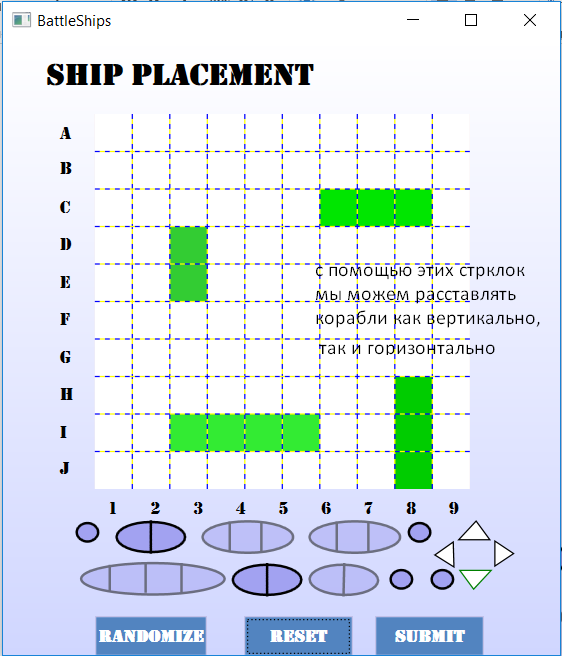 BattleShips
SHIP PLACEMENT
A
B
C
D
E
F
G
H
I
J
с помощью этих стрклок
мы можем расставлять
корабли как вертикально,
так и горизонтально
1 2 3 4 5 6 7 8 9
RANDOMIZE RESET SUBMIT